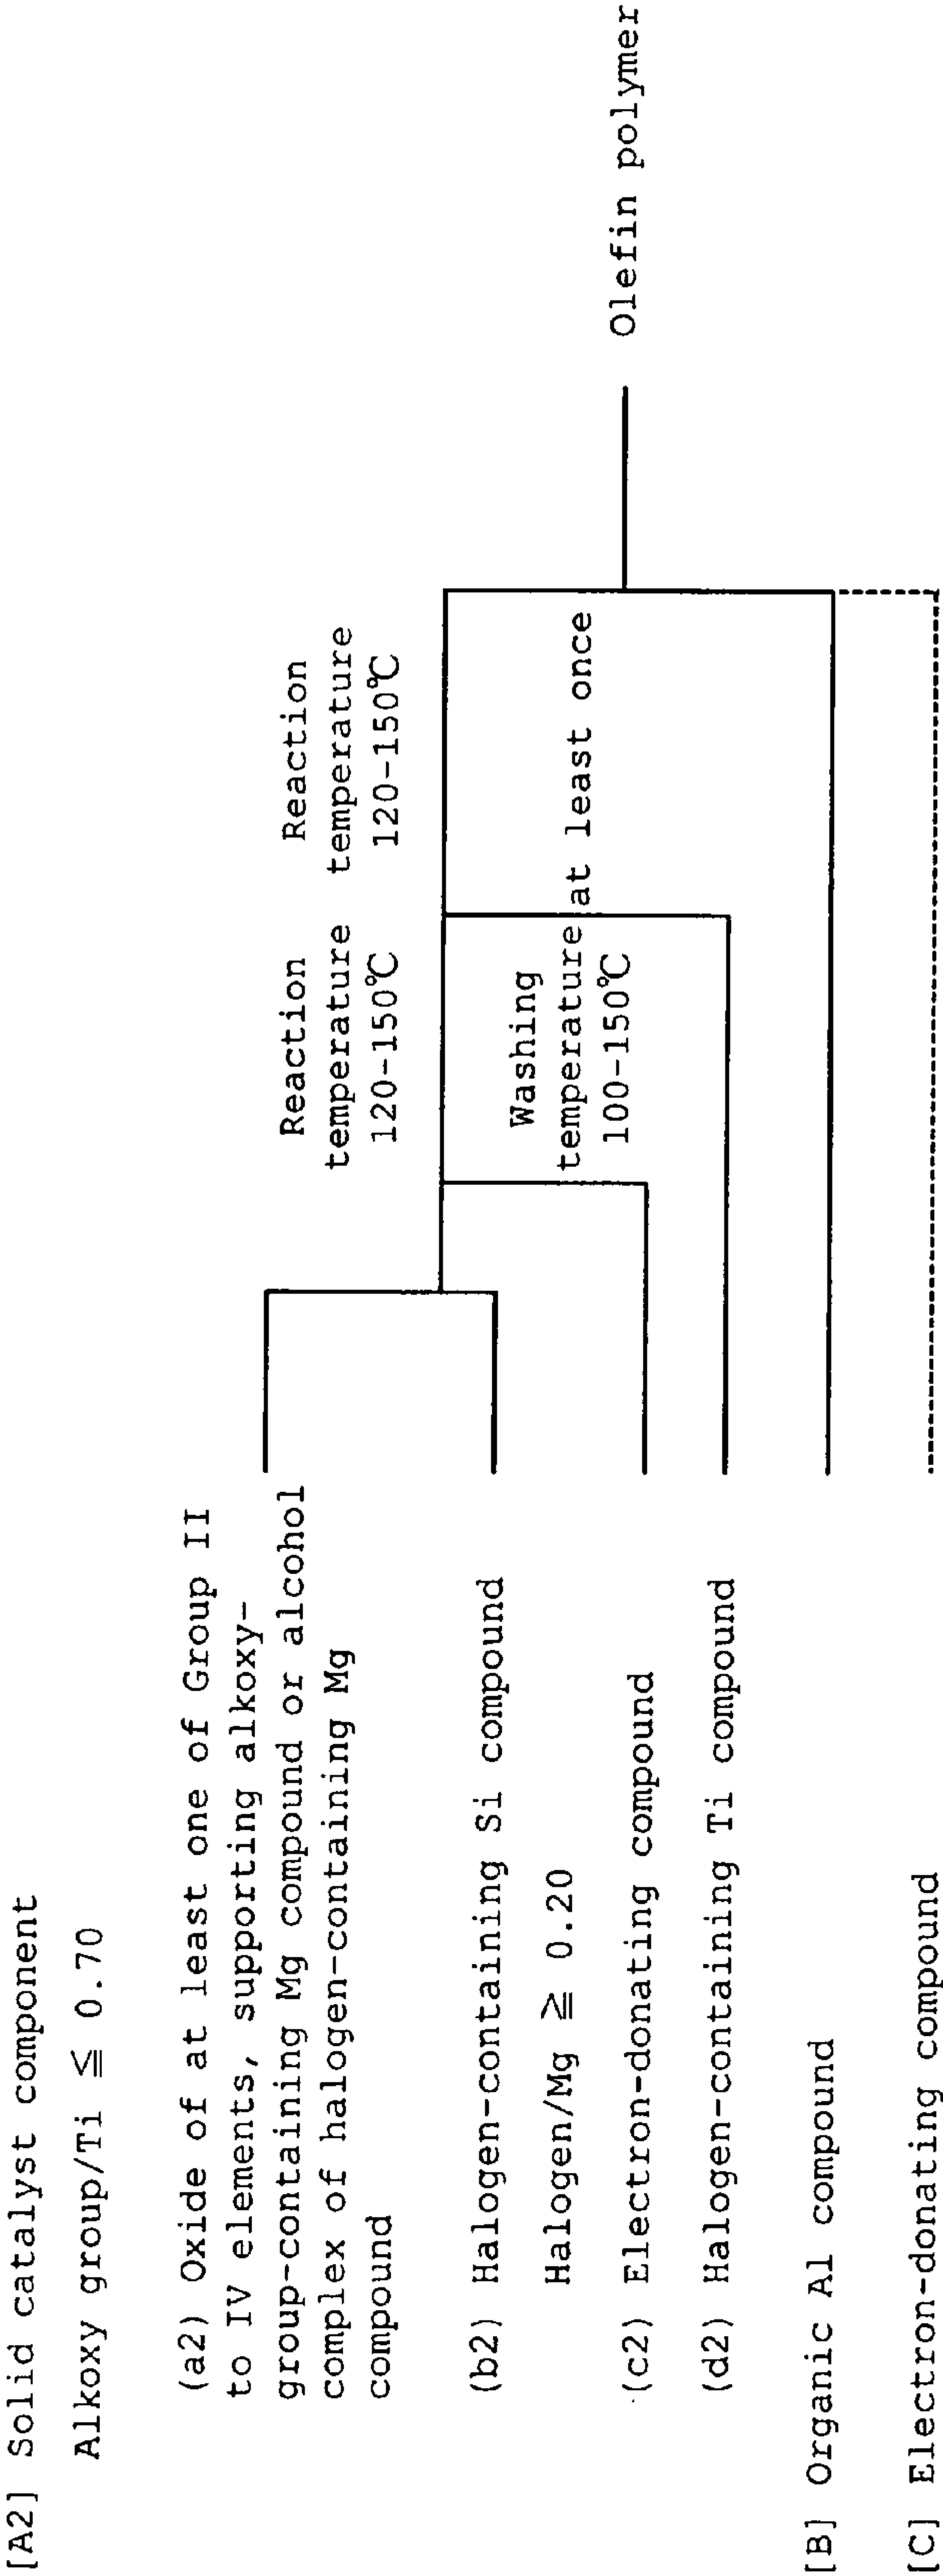 [A2] Solid catalyst component
Alkoxy group/Ti ≦ 0.70
(a2) Oxide of at least one of Group II
to IV elements, supporting alkoxy-
group-containing Mg compound or alcohol
complex of halogen-containing Mg
compound
(b2) Halogen-containing Si compound
Halogen/Mg ≧ 0.20
(c2) Electron-donating compound
(d2) Halogen-containing Ti compound
[B] Organic Al compound
[C] Electron-donating compound
Reaction
temperature
120-150℃
Washing
temperature
100-150℃
Reaction
temperature
120-150℃
at least once
Olefin polymer